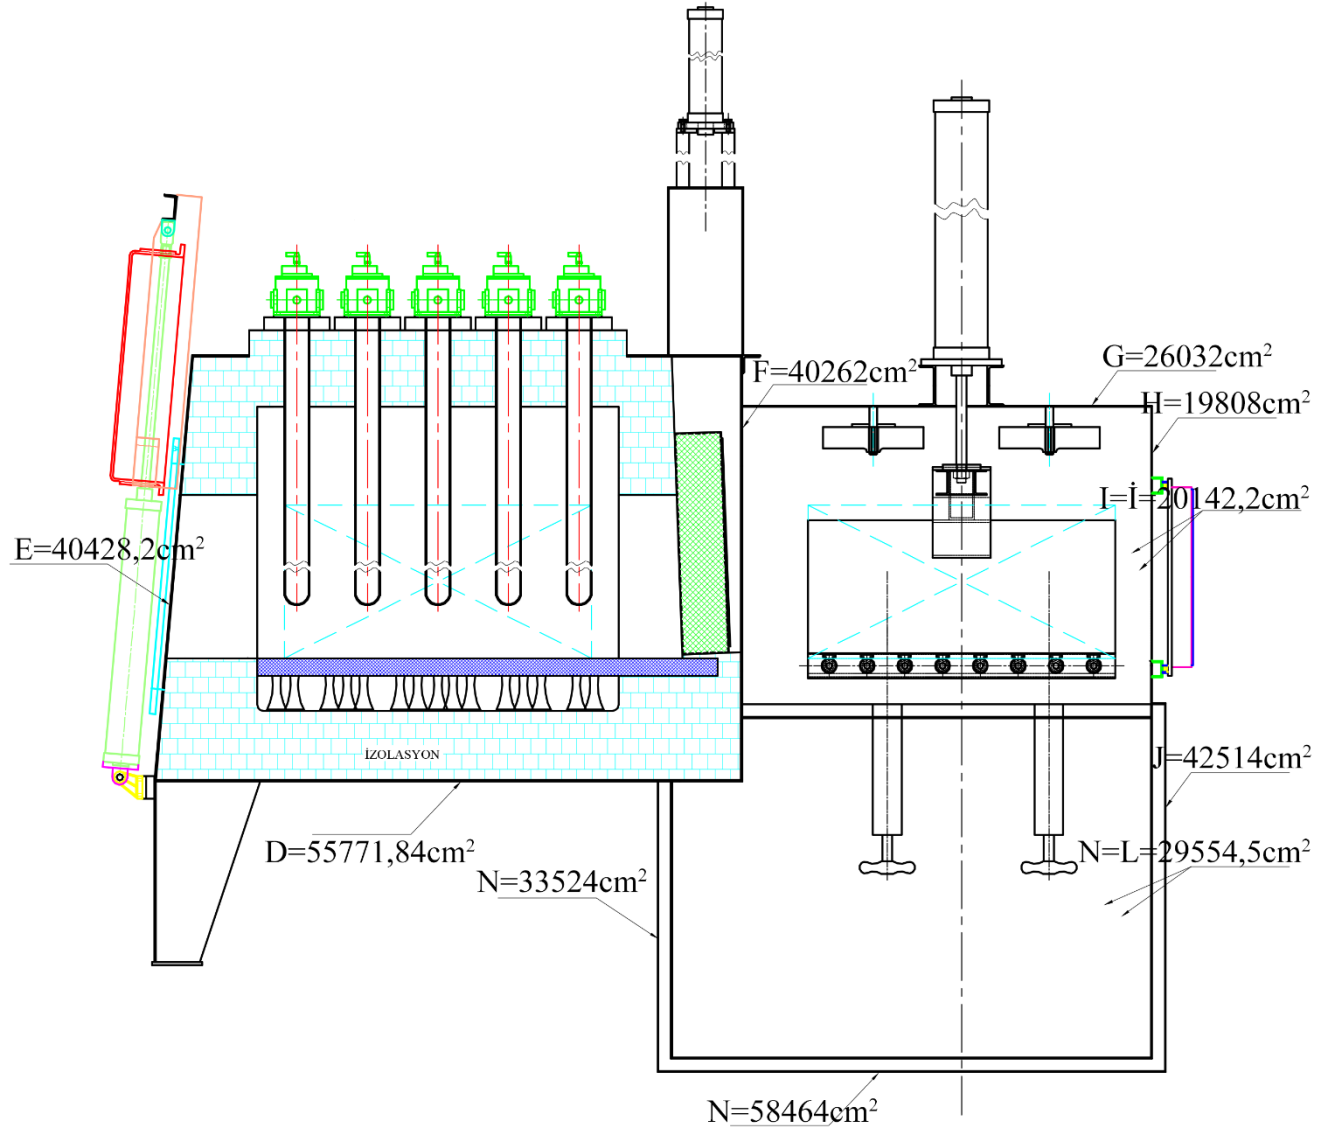 G=26032cm²
F=40262cm²
H=19808cm²
I=İ=20142,2cm²
E=40428,2cm²
İZOLASYON
J=42514cm²
D=55771,84cm²
N=L=29554,5cm²
N=33524cm²
N=58464cm²